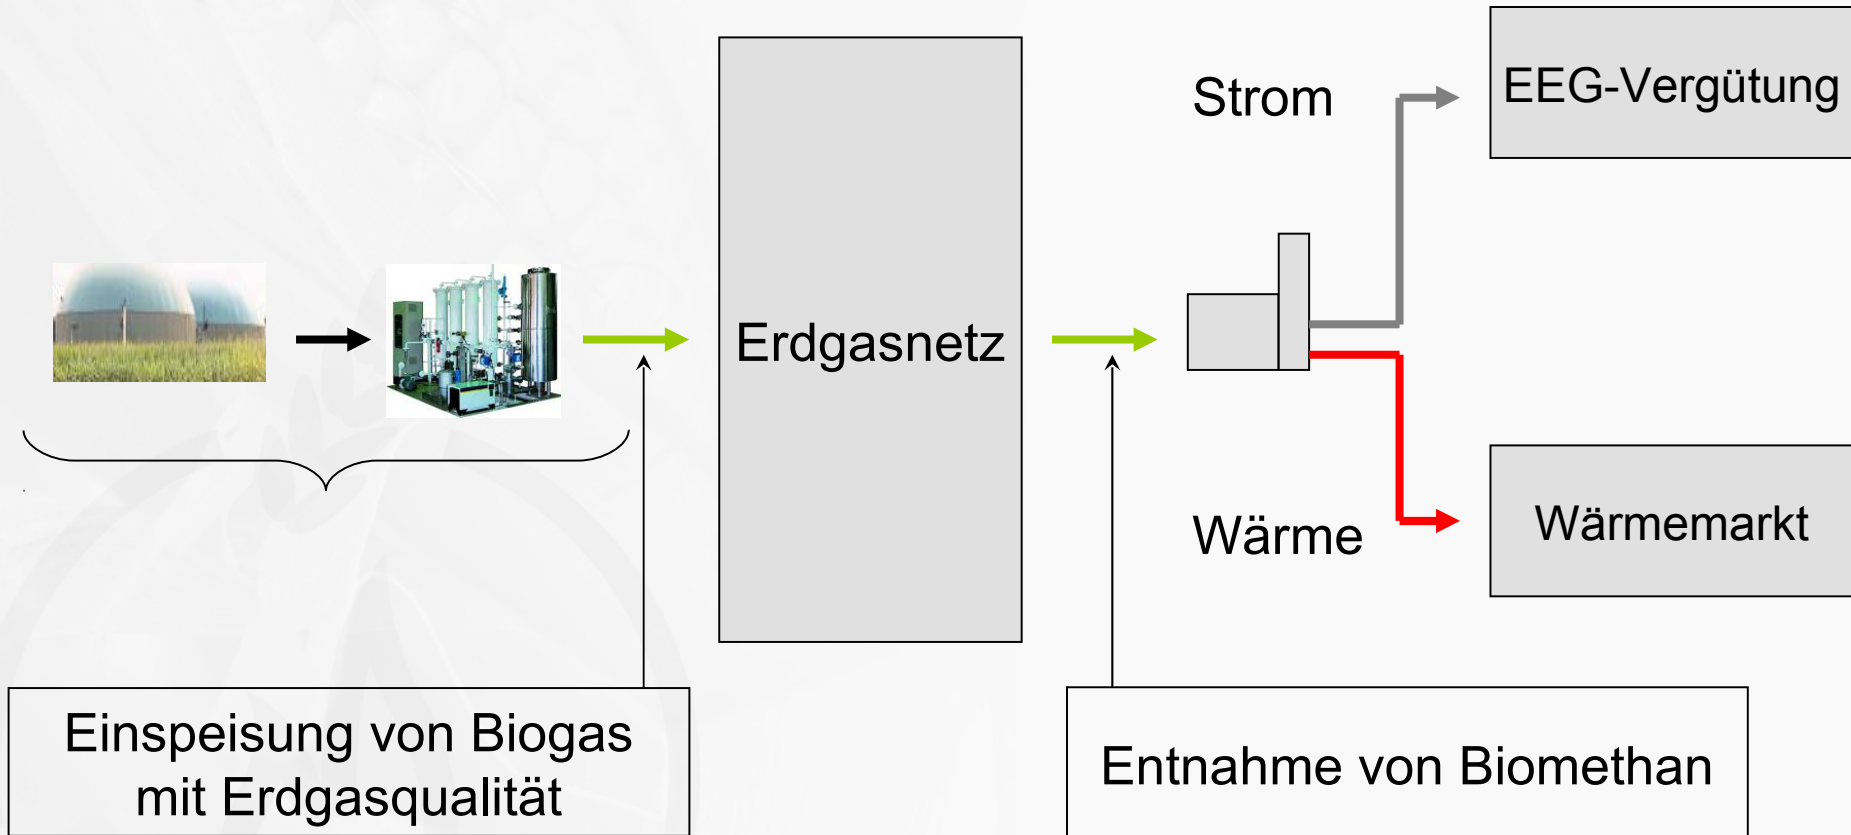 Strom
EEG-Vergütung
Erdgasnetz
Wärme
Wärmemarkt
Einspeisung von Biogas
mit Erdgasqualität
Entnahme von Biomethan